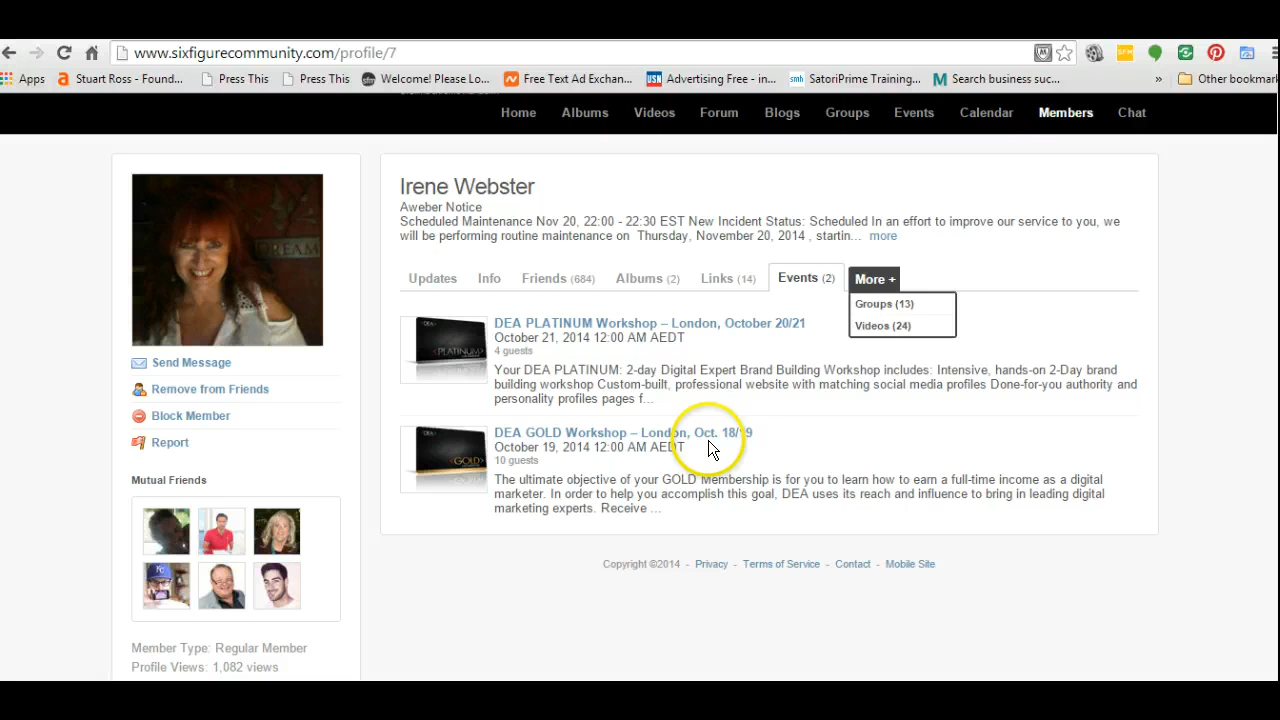 www.sixfigurecommunity.com/profile/7
Apps Stuart Ross - Found... Press This Press This Welcome! Please Lo... Free Text Ad Exchan... Advertising Free - in... SatoriPrime Training... Search business suc... » Other bookmark
Home Albums Videos Forum Groups Blogs Groups Events Calendar Members Chat
Irene Webster
Aweber Notice
Scheduled Maintenance Nov 20, 22:00 - 22:30 EST New Incident Status: Scheduled In an effort to improve our service to you, we
will be performing routine maintenance on Thursday, November 20, 2014 , startin... more
Updates Info Friends (684) Albums (2) Links (14) Events (2) More +
Groups (13)
Videos (24)
DEA PLATINUM Workshop – London, October 20/21
October 21, 2014 12:00 AM AEDT
4 guests
Your DEA PLATINUM: 2-day Digital Expert Brand Building Workshop includes: Intensive, hands-on 2-Day brand
building workshop Custom-built, professional website with matching social media profiles Done-for-you authority and
personality profiles pages f...
DEA GOLD Workshop – London, Oct. 18/19
October 19, 2014 12:00 AM AEDT
10 guests
The ultimate objective of your GOLD Membership is for you to learn how to earn a full-time income as a digital
marketer. In order to help you accomplish this goal, DEA uses its reach and influence to bring in leading digital
marketing experts. Receive ...
Send Message
Remove from Friends
Block Member
Report
Mutual Friends
Member Type: Regular Member
Profile Views: 1,082 views
Copyright ©2014 - Privacy - Terms of Service - Contact - Mobile Site